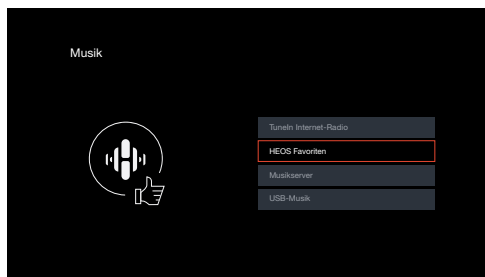 Musik
TuneIn Internet-Radio
HEOS Favoriten
Musikserver
USB-Musik